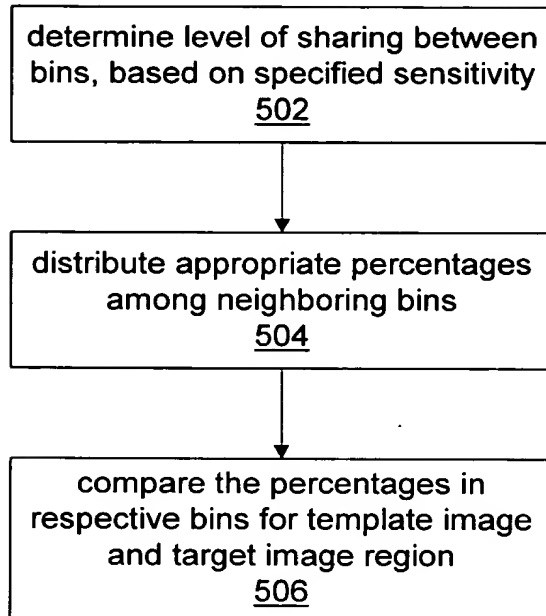 determine level of sharing between
bins, based on specified sensitivity
502
distribute appropriate percentages
among neighboring bins
504
compare the percentages in
respective bins for template image
and target image region
506